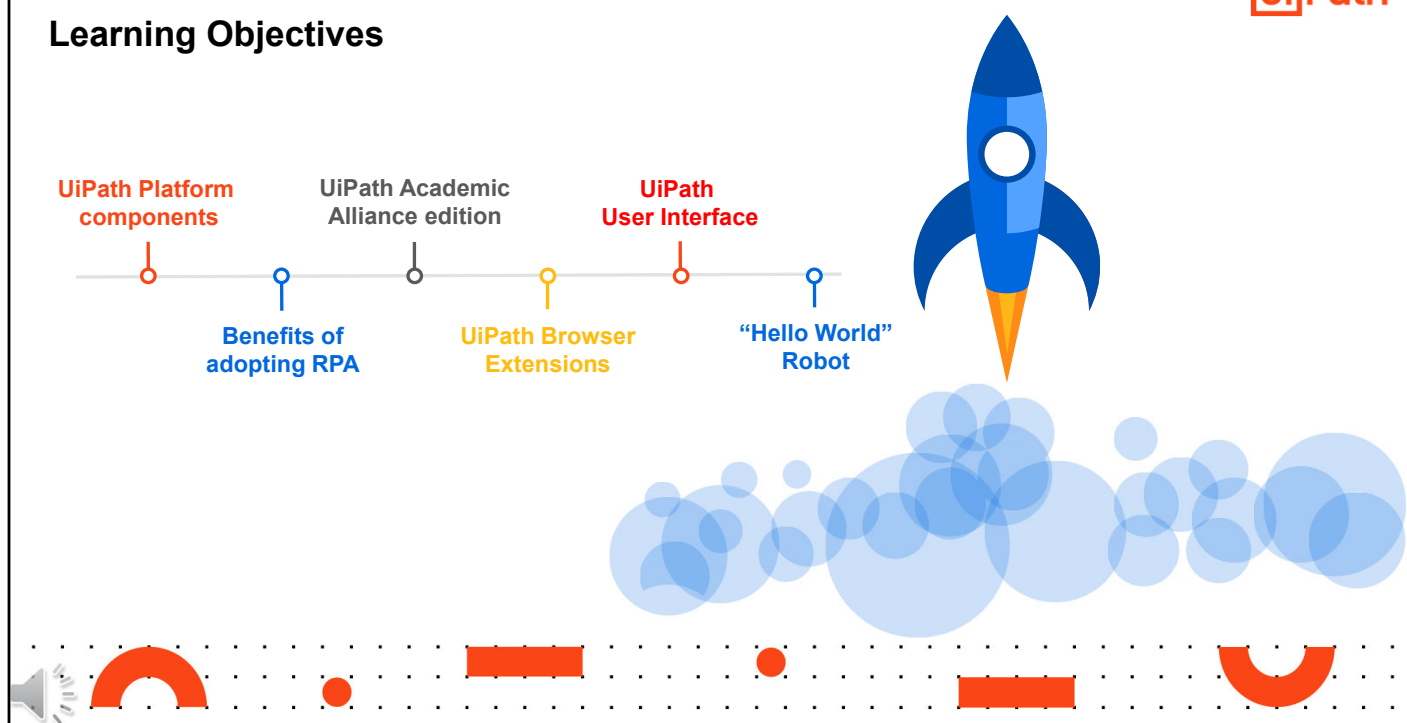 Learning Objectives
UiPath Platform
components
Benefits of
adopting RPA
UiPath Academic
Alliance edition
UiPath Browser
Extensions
UiPath
User Interface
“Hello World”
Robot